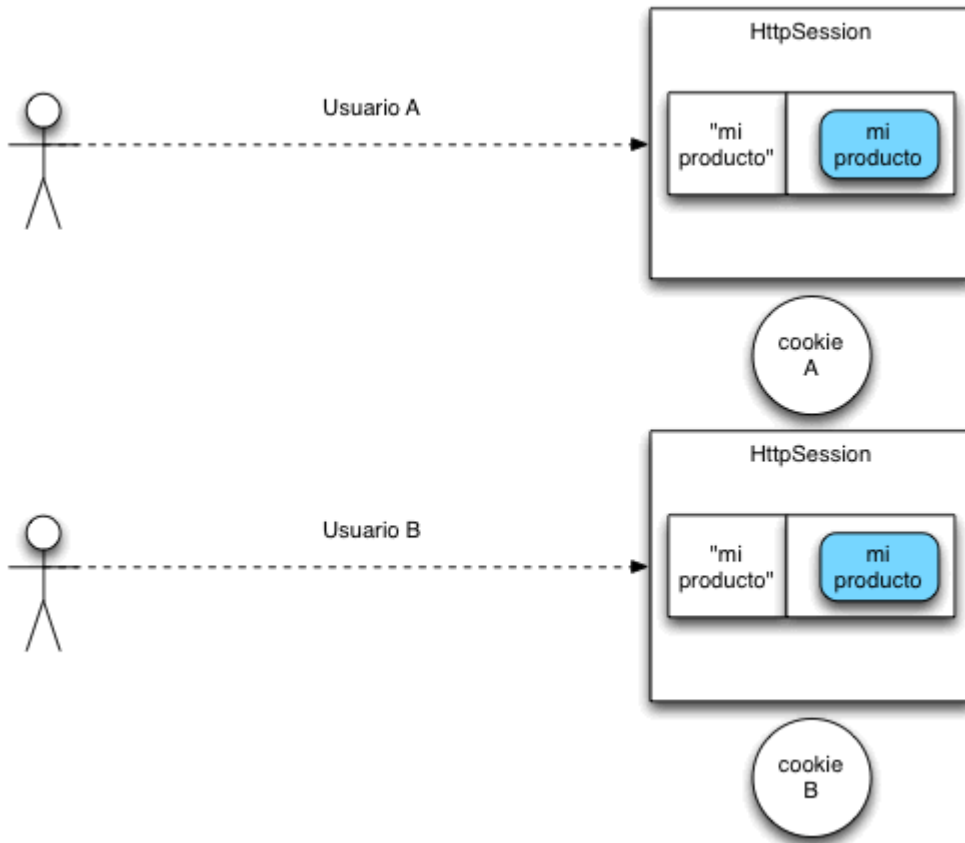 HttpSession
Usuario A
"mi
producto"
mi
producto
cookie
A
HttpSession
Usuario B
"mi
producto"
mi
producto
cookie
B